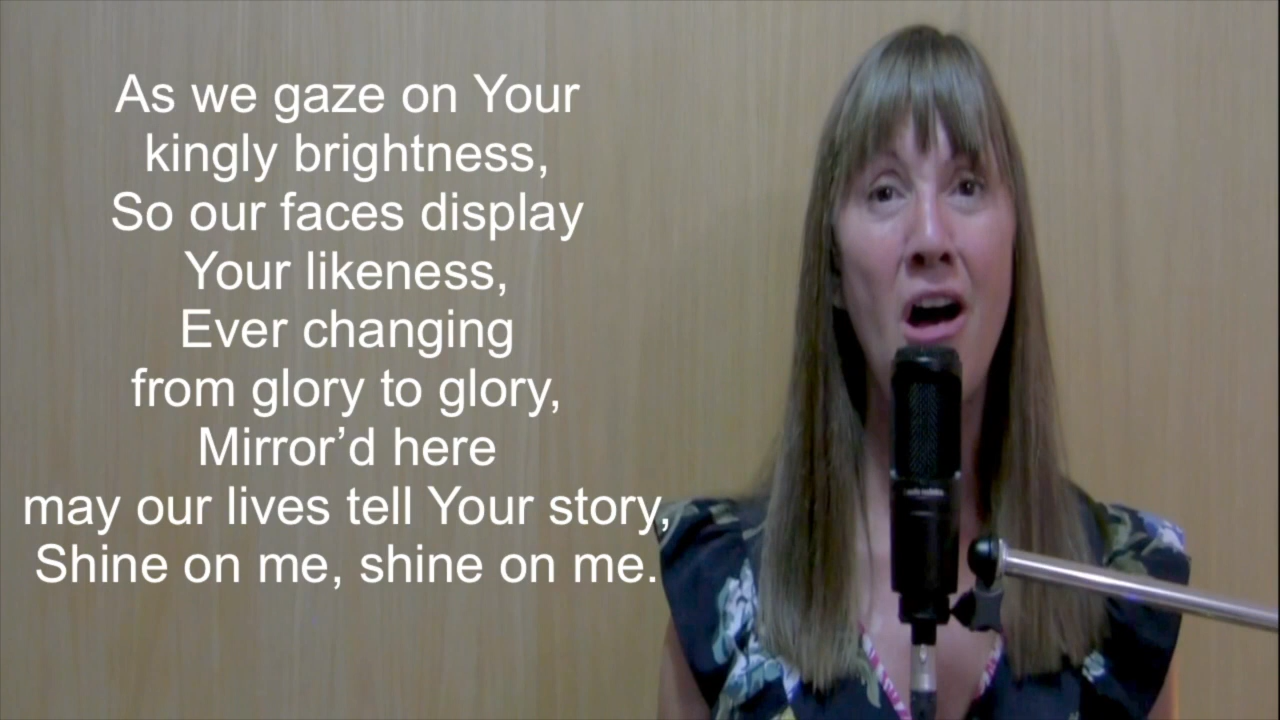 As we gaze on Your
kingly brightness,
So our faces display
Your likeness,
Ever changing
from glory to glory,
Mirror’d here
may our lives tell Your story,
Shine on me, shine on me.